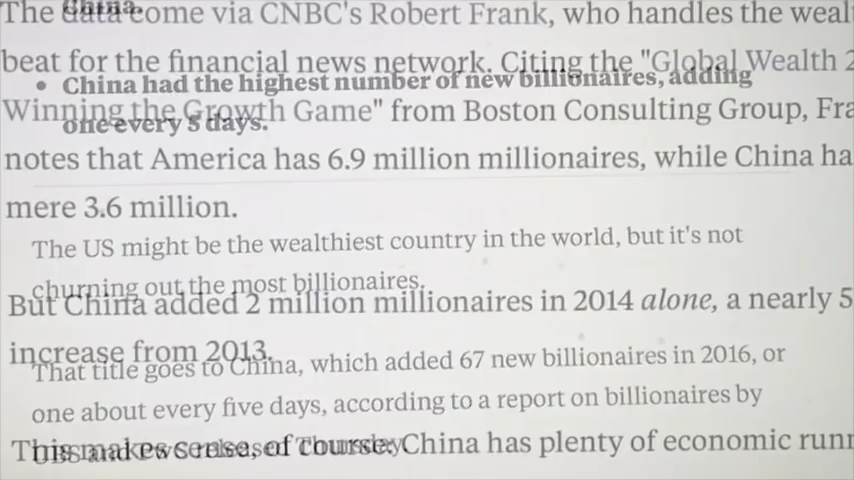 China.
The data come via CNBC's Robert Frank, who handles the weal
beat for the financial news network. Citing the "Global Wealth 2
• China had the highest number of new billionaires, adding
Winning the Growth Game" from Boston Consulting Group, Fra
one every 5 days.
notes that America has 6.9 million millionaires, while China ha
mere 3.6 million.
The US might be the wealthiest country in the world, but it's not
churning out the most billionaires.
But China added 2 million millionaires in 2014 alone, a nearly 5
increase from 2013.
That title goes to China, which added 67 new billionaires in 2016, or
one about every five days, according to a report on billionaires by
This makes sense, of course: China has plenty of economic runn
UBS and PwC released Thursday